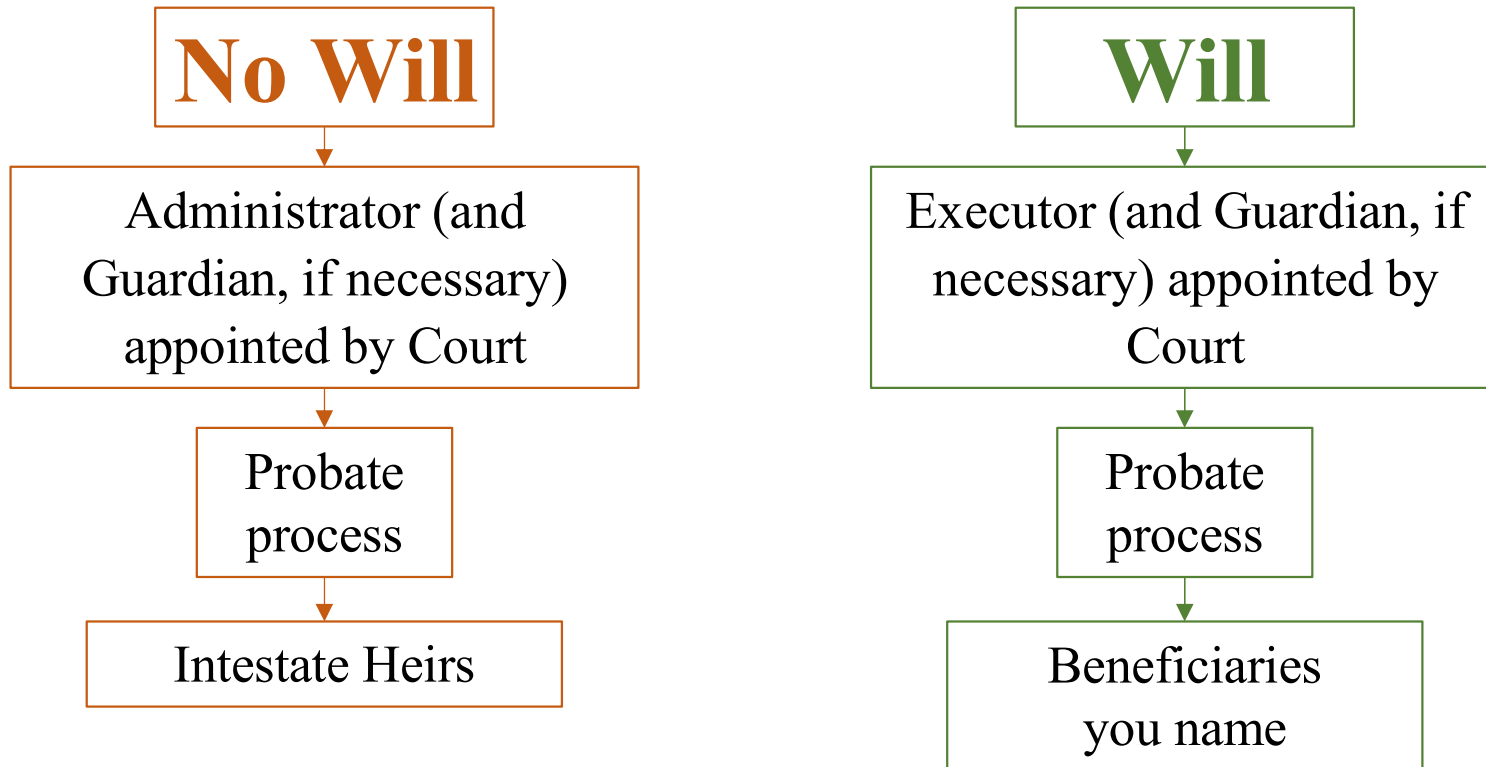 No Will
Administrator (and
Guardian, if necessary)
appointed by Court
Probate
process
Intestate Heirs
Will
Executor (and Guardian, if
necessary) appointed by
Court
Probate
process
Beneficiaries
you name